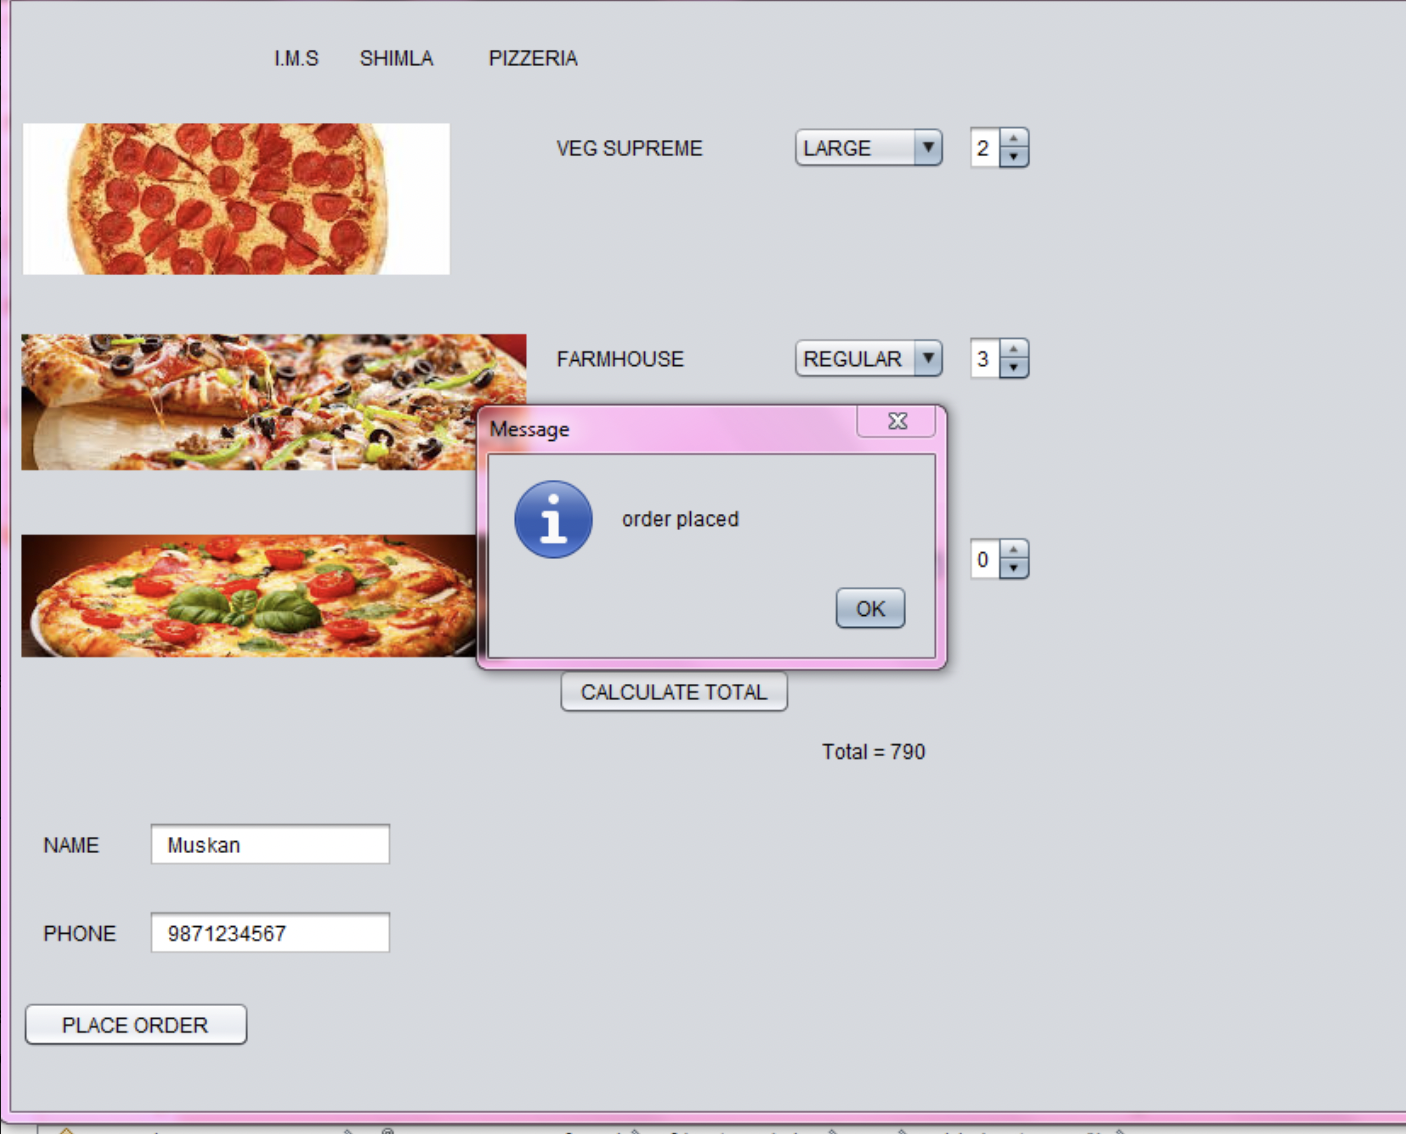 I.M.S SHIMLA PIZZERIA
VEG SUPREME LARGE 2
FARMHOUSE REGULAR 3
Message
order placed
0
OK
CALCULATE TOTAL
Total = 790
NAME Muskan
PHONE 9871234567
PLACE ORDER